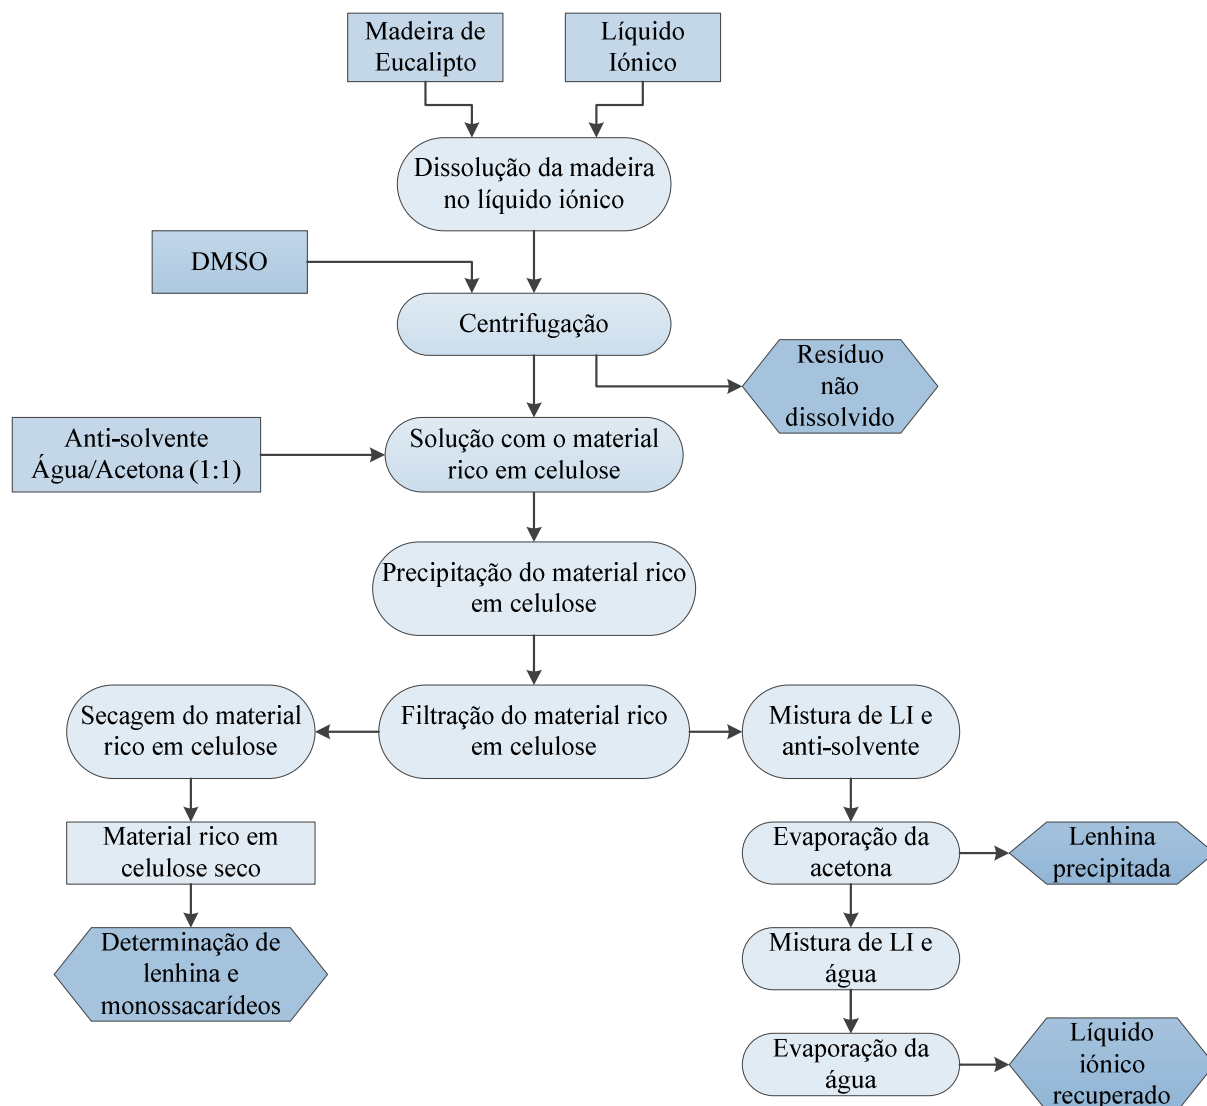 Madeira de
Eucalipto
Líquido
Iónico
Dissolução da madeira
no líquido iónico
DMSO
Centrifugação
Resíduo
não
dissolvido
Anti-solvente
Água/Acetona (1:1)
Solução com o material
rico em celulose
Precipitação do material rico
em celulose
Secagem do material
rico em celulose
Filtração do material rico
em celulose
Mistura de LI e
anti-solvente
Material rico em
celulose seco
Evaporação da
acetona
Lenhina
precipitada
Determinação de
lenhina e
monossacarídeos
Mistura de LI e
água
Evaporação da
água
Líquido
iónico
recuperado